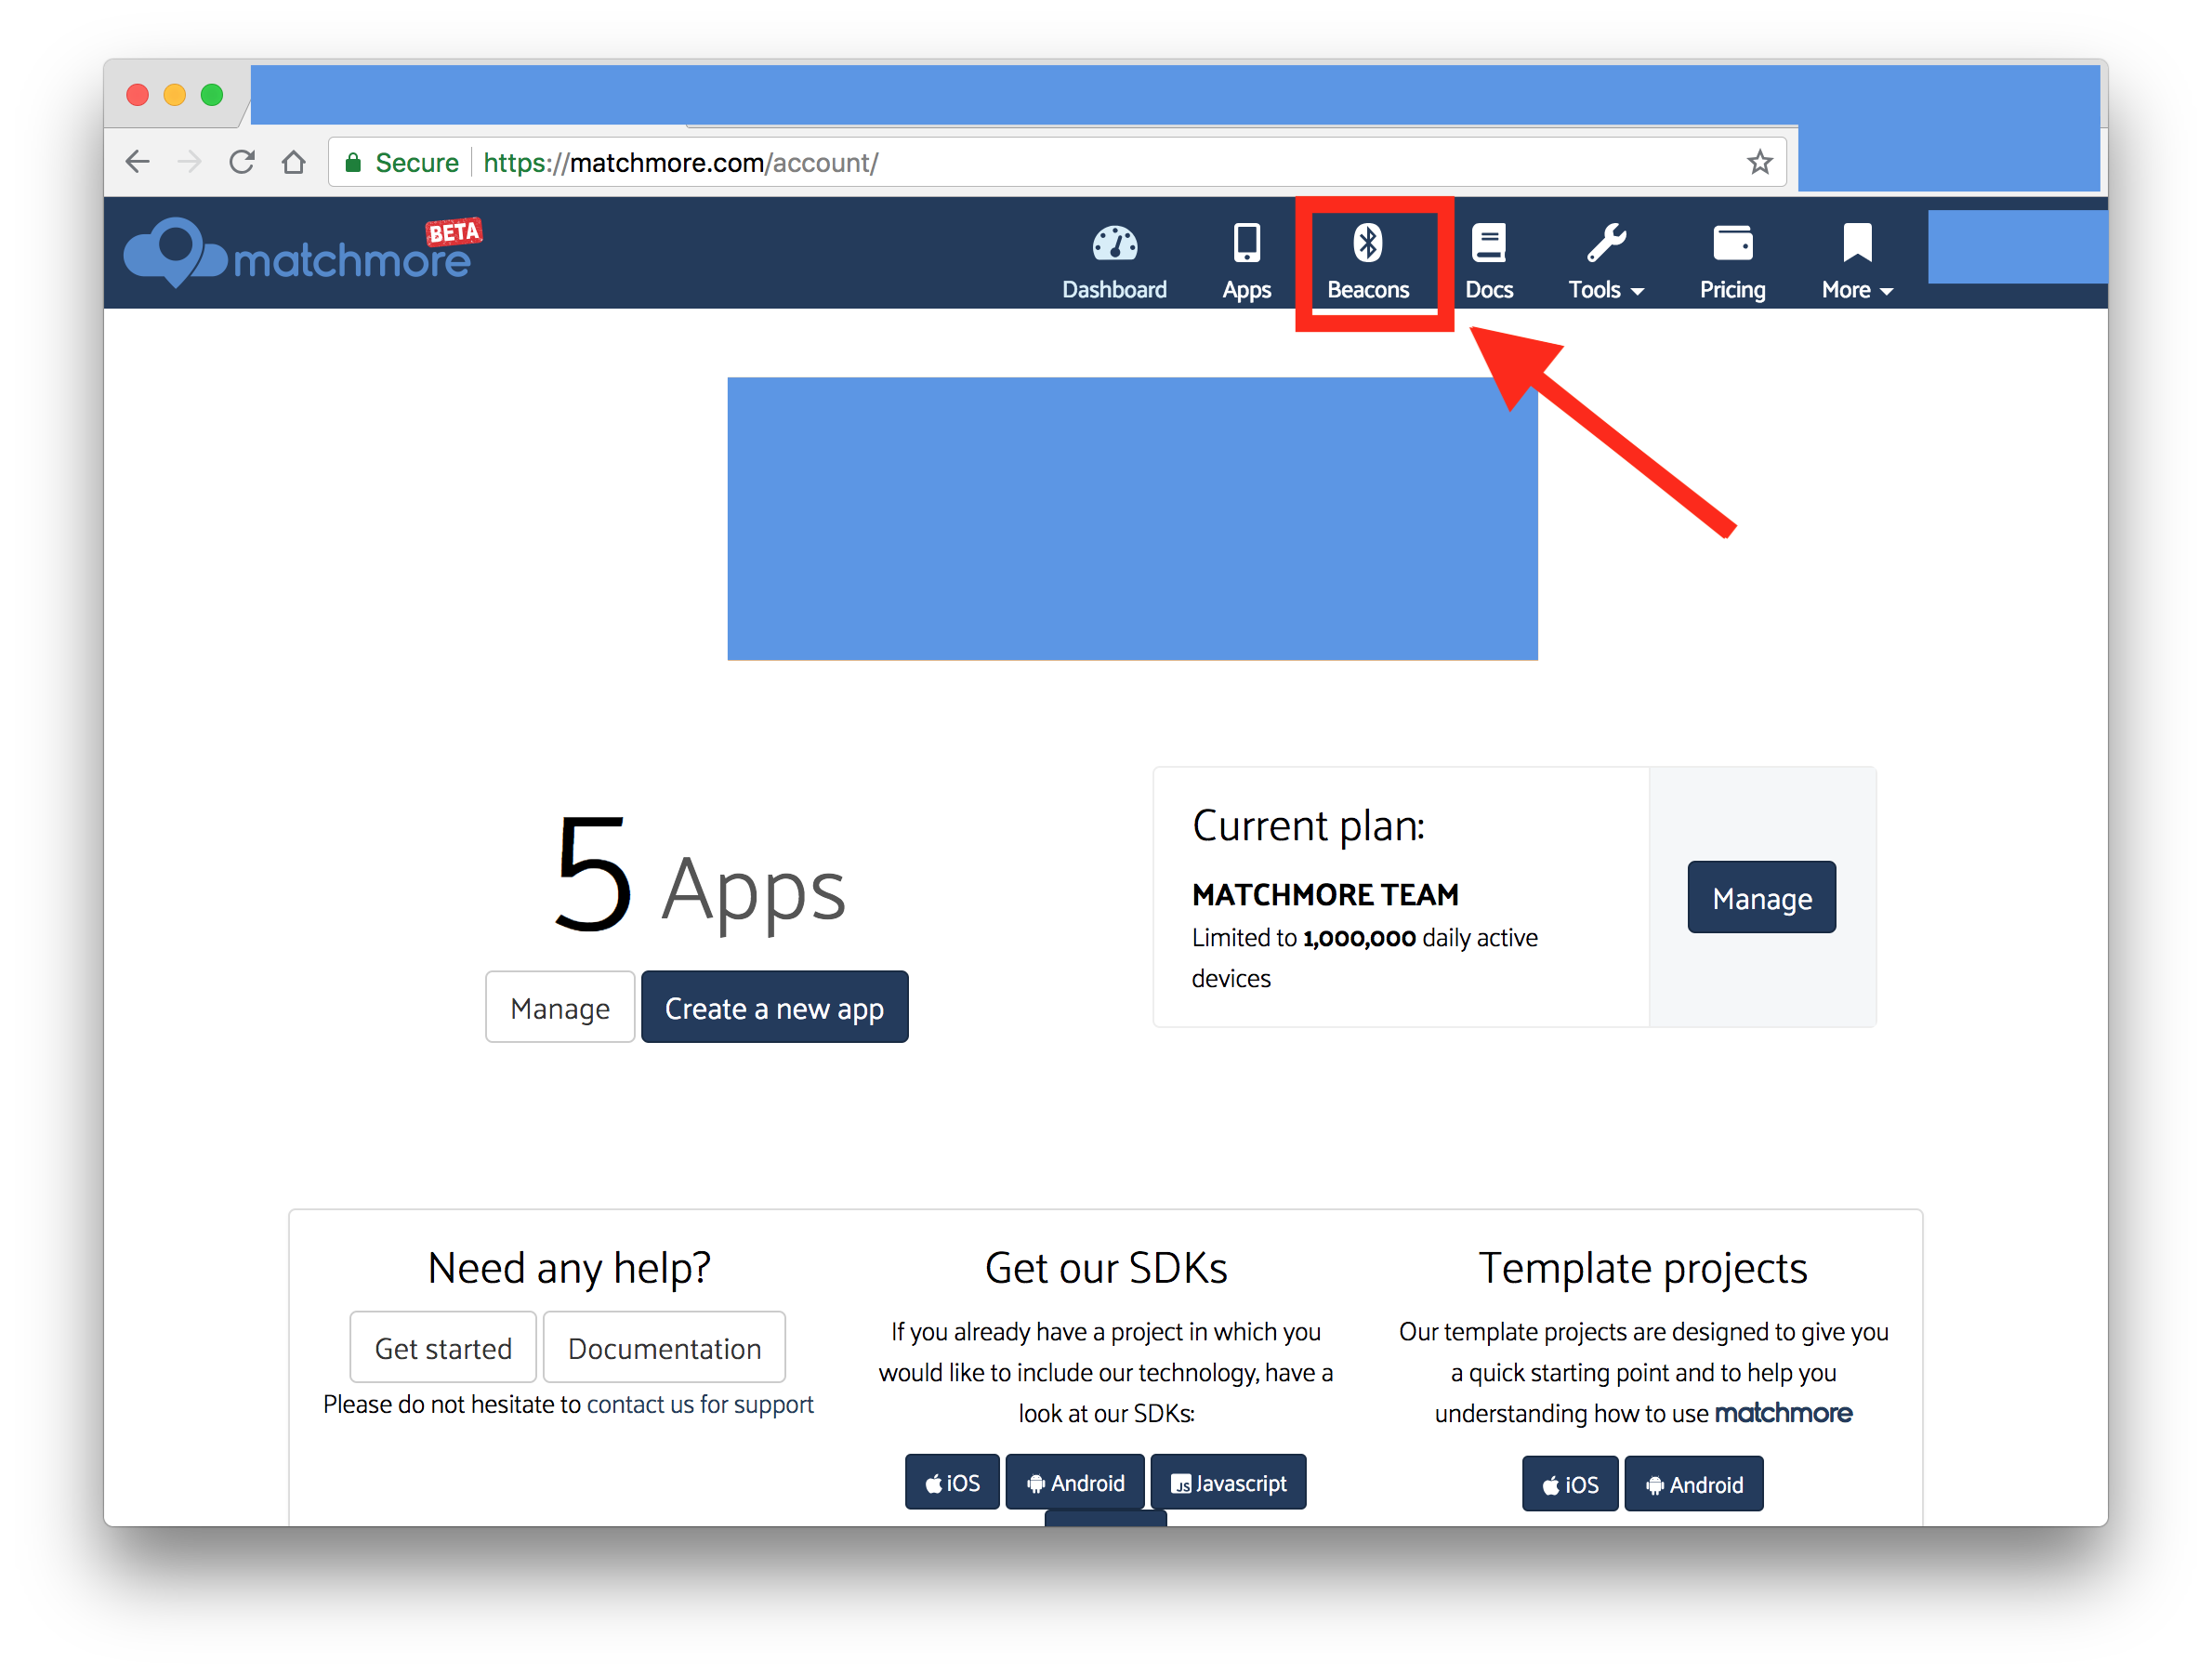 Secure https://matchmore.com/account/
matchmore BETA
Dashboard Apps Beacons Docs Tools Pricing More
5 Apps
Manage Create a new app
Current plan:
MATCHMORE TEAM
Limited to 1,000,000 daily active
devices
Manage
Need any help?
Get started Documentation
Please do not hesitate to contact us for support
Get our SDKs
If you already have a project in which you
would like to include our technology, have a
look at our SDKs:
iOS Android JS Javascript
Template projects
Our template projects are designed to give you
a quick starting point and to help you
understanding how to use matchmore
iOS Android